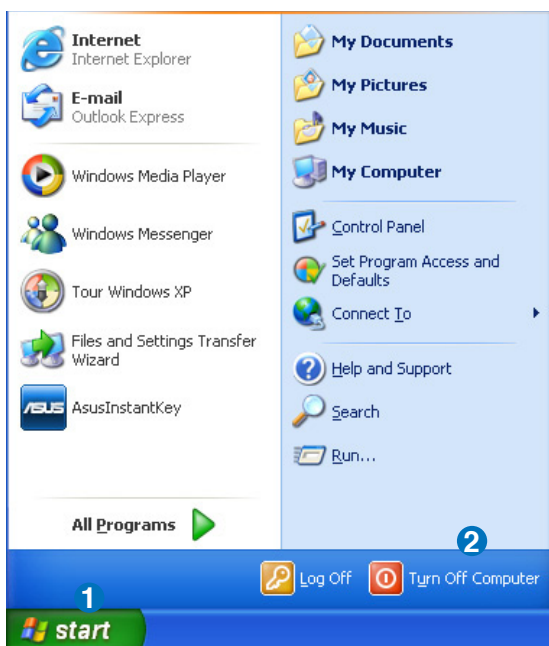 Internet
Internet Explorer
E-mail
Outlook Express
Windows Media Player
Windows Messenger
Tour Windows XP
Files and Settings Transfer
Wizard
ASUS
AsusInstantKey
All Programs
My Documents
My Pictures
My Music
My Computer
Control Panel
Set Program Access and
Defaults
Connect To
Help and Support
Search
Run...
2
Log Off
Turn Off Computer
1
start